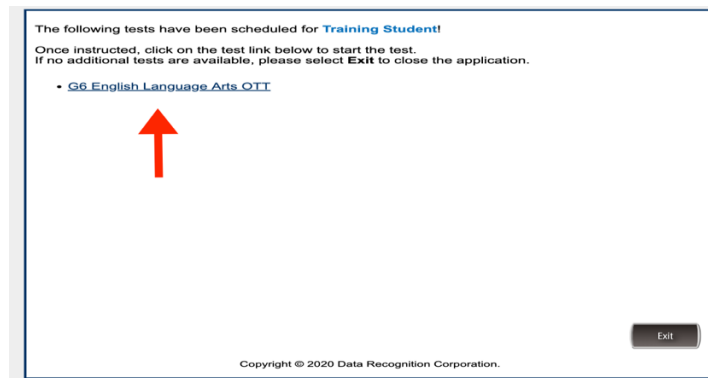 The following tests have been scheduled for Training Student!
Once instructed, click on the test link below to start the test.
If no additional tests are available, please select Exit to close the application.
• G6 English Language Arts OTT
Exit
Copyright © 2020 Data Recognition Corporation.